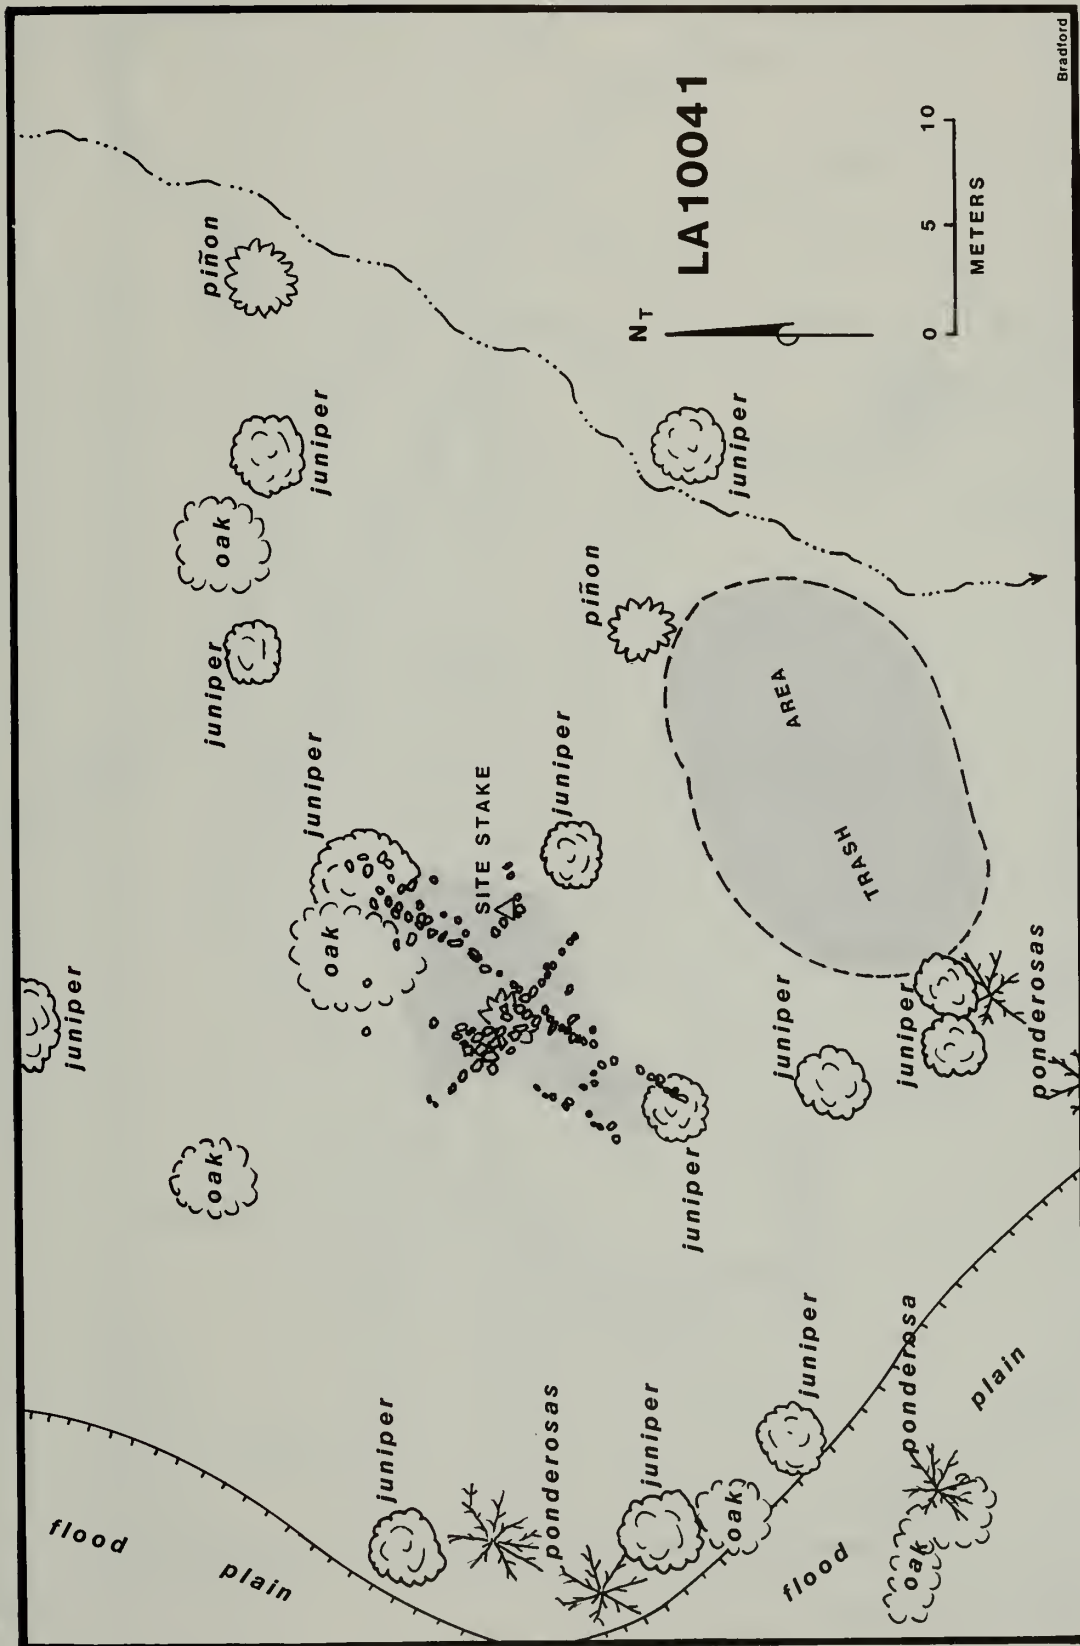 Bradford
piñon
juniper
oak
juniper
juniper
oak
juniper
oak
SITE STAKE
juniper
piñon
juniper
N T
LA10041
0 5 10
METERS
TRASH AREA
juniper
juniper
juniper
ponderosas
juniper
ponderosas
juniper
oak
juniper
ponderosa
oak
flood plain
flood plain